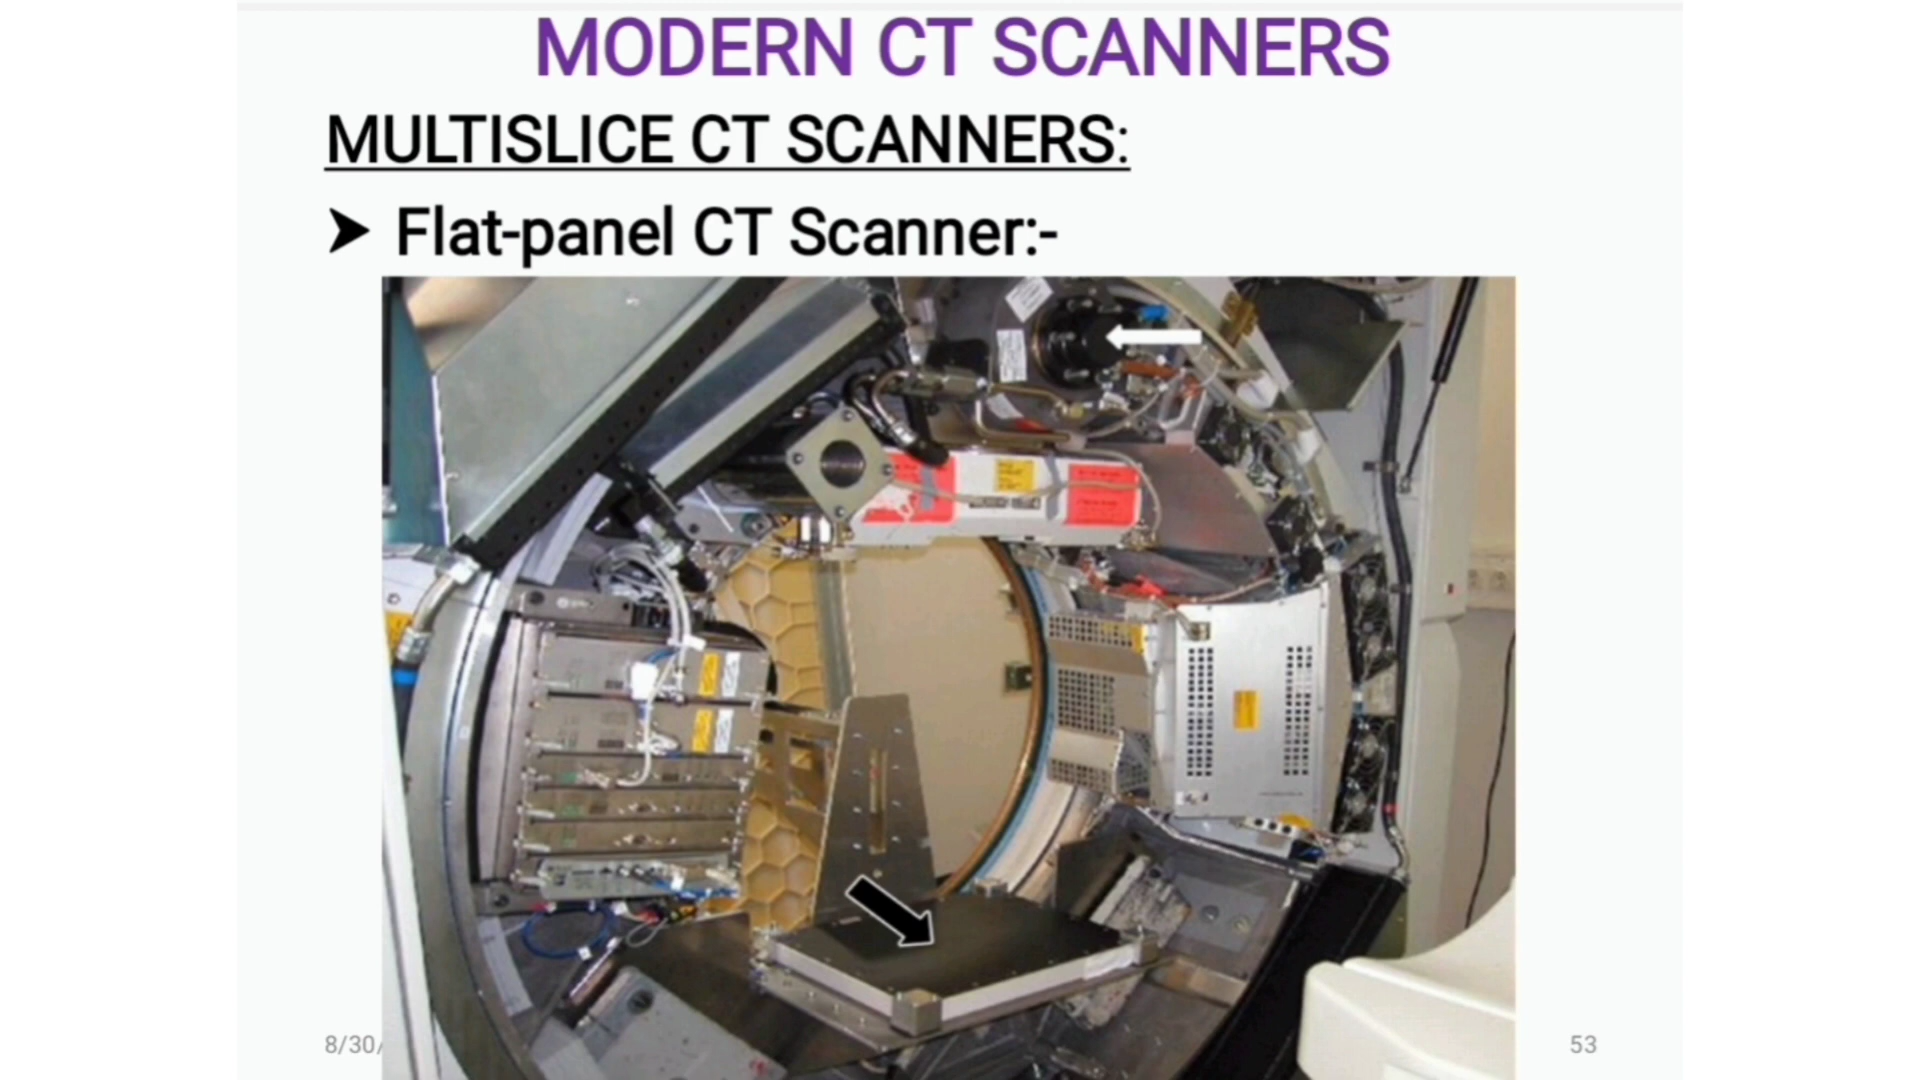 MODERN CT SCANNERS
MULTISLICE CT SCANNERS:
➤ Flat-panel CT Scanner:-
8/30/
53